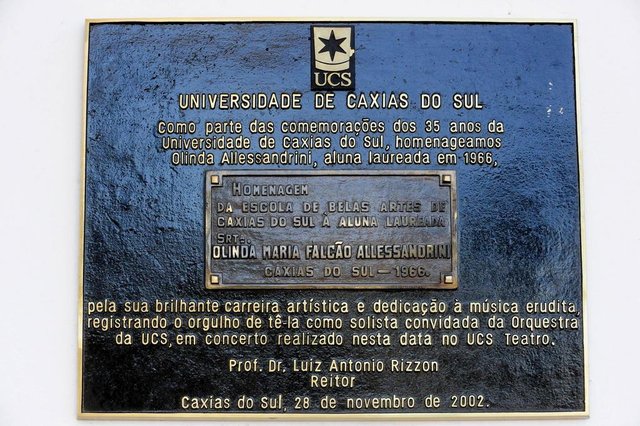 UCS
UNIVERSIDADE DE CAXIAS DO SUL
Como parte das comemorações dos 35 anos da
Universidade de Caxias do Sul, homenageamos
Olinda Allessandrini, aluna laureada em 1966,
HOMENAGEM
DA ESCOLA DE BELAS ARTES DE
CAXIAS DO SUL À ALUNA LAUREADA
SRTA.
OLINDA MARIA FALCÃO ALLESSANDRINI
CAXIAS DO SUL — 1966.
pela sua brilhante carreira artística e dedicação à música erudita,
registrando o orgulho de tê-la como solista convidada da Orquestra
da UCS, em concerto realizado nesta data no UCS Teatro.
Prof. Dr. Luiz Antonio Rizzon
Reitor
Caxias do Sul, 28 de novembro de 2002.